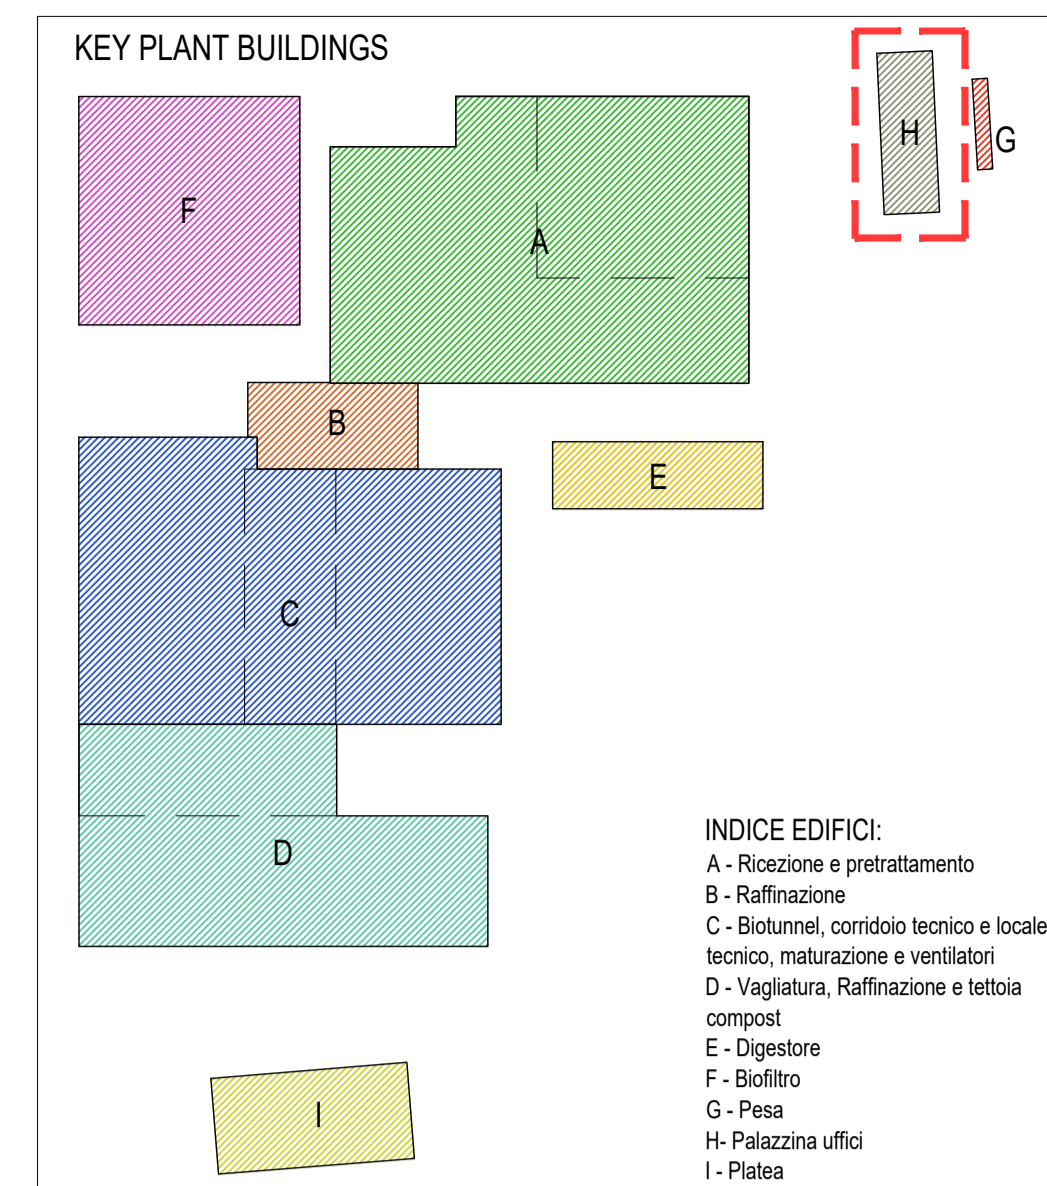 KEY PLANT BUILDINGS
H
G
F
A
B
E
C
D
I
INDICE EDIFICI:
A - Ricezione e pretrattamento
B - Raffinazione
C - Biotunnel, corridoio tecnico e locale
tecnico, maturazione e ventilatori
D - Vagliatura, Raffinazione e tettoia
compost
E - Digestore
F - Biofiltro
G - Pesa
H- Palazzina uffici
I - Platea